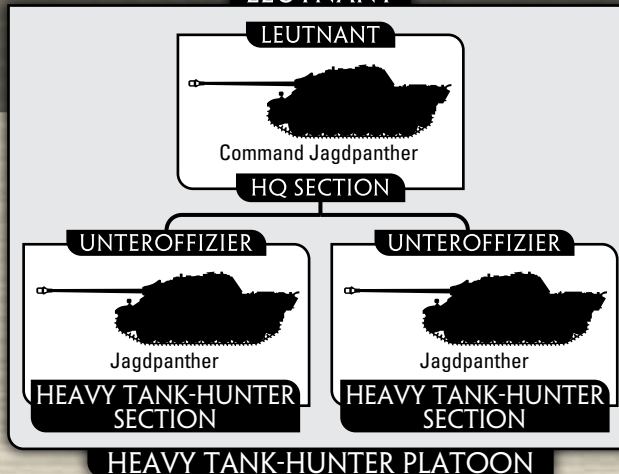 LEUTNANT
LEUTNANT
Command Jagdpanther
HQ SECTION
UNTEROFFIZIER
UNTEROFFIZIER
Jagdpanther
Jagdpanther
HEAVY TANK-HUNTER
SECTION
HEAVY TANK-HUNTER
SECTION
HEAVY TANK-HUNTER PLATOON